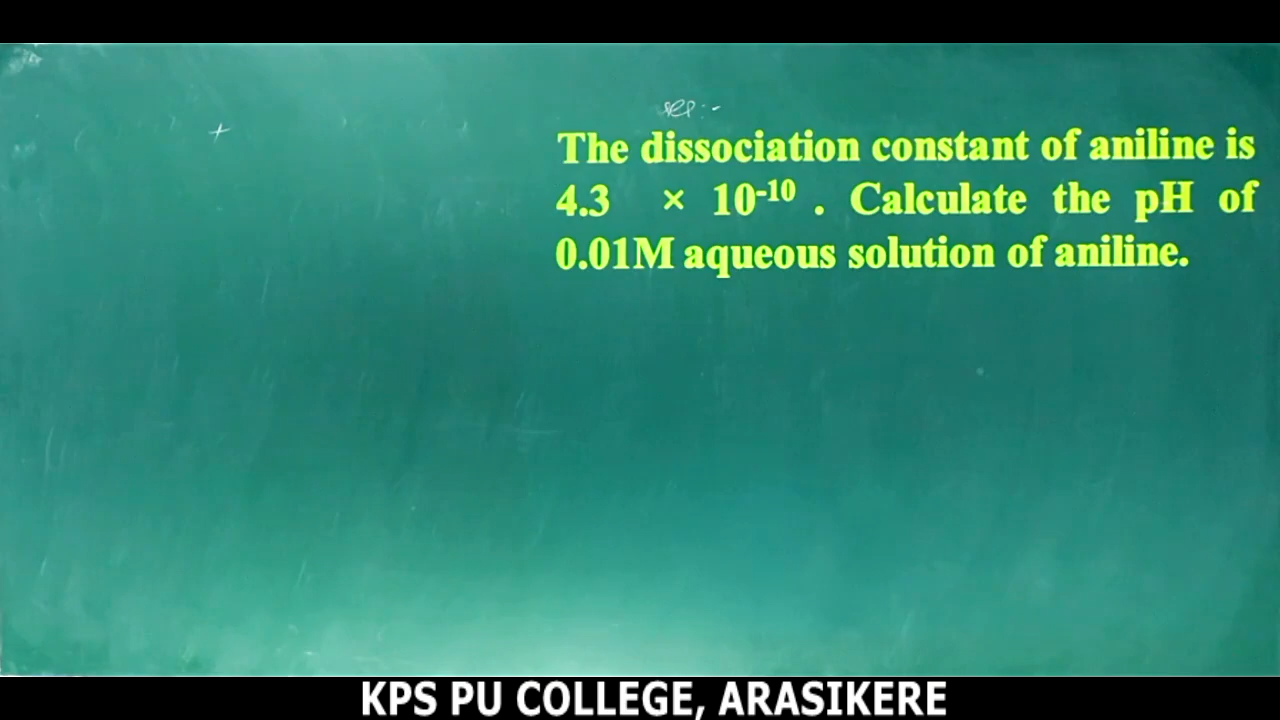 The dissociation constant of aniline is
4.3 × 10⁻¹⁰ . Calculate the pH of
0.01M aqueous solution of aniline.
KPS PU COLLEGE, ARASIKERE